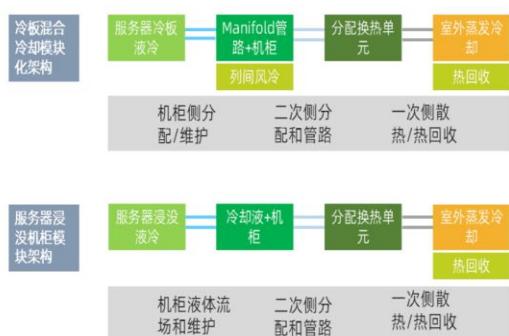 冷板混合
冷却模块
化架构
服务器冷板
液冷
Manifold管
路+机柜
分配换热单
元
室外蒸发冷
却
列间风冷
热回收
机柜侧分
配/维护
二次侧分
配和管路
一次侧散
热/热回收
服务器浸
没机柜模
块架构
服务器浸没
液冷
冷却液+机
柜
分配换热单
元
室外蒸发冷
却
热回收
机柜液体流
场和维护
二次侧分
配和管路
一次侧散
热/热回收